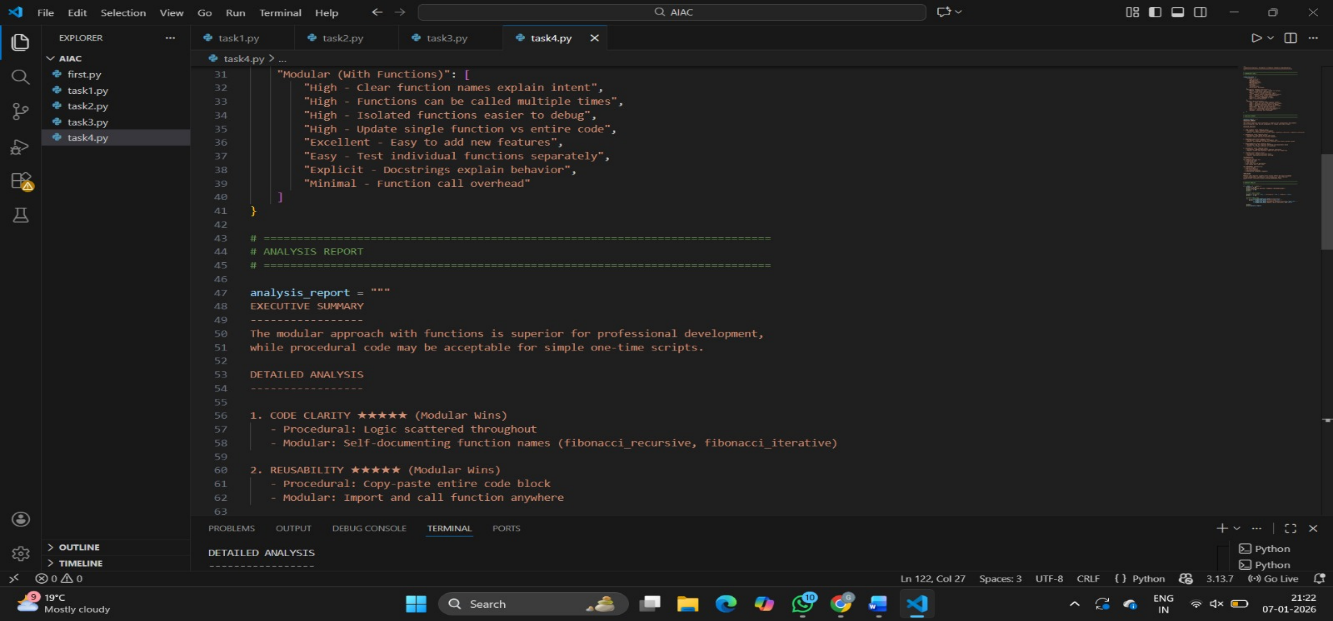 File Edit Selection View Go Run Terminal Help
AIAC
EXPLORER
AIAC
first.py
task1.py
task2.py
task3.py
task4.py
OUTLINE
TIMELINE
task1.py task2.py task3.py task4.py
task4.py > ...
31 "Modular (With Functions)": [
32 "High - Clear function names explain intent",
33 "High - Functions can be called multiple times",
34 "High - Isolated functions easier to debug",
35 "High - Update single function vs entire code",
36 "Excellent - Easy to add new features",
37 "Easy - Test individual functions separately",
38 "Explicit - Docstrings explain behavior",
39 "Minimal - Function call overhead"
40 ]
41 }
42
43 # ============================================================================
44 # ANALYSIS REPORT
45 # ============================================================================
46
47 analysis_report = """
48 EXECUTIVE SUMMARY
49 -----------------
50 The modular approach with functions is superior for professional development,
51 while procedural code may be acceptable for simple one-time scripts.
52
53 DETAILED ANALYSIS
54 -----------------
55
56 1. CODE CLARITY ★★★★★ (Modular Wins)
57 - Procedural: Logic scattered throughout
58 - Modular: Self-documenting function names (fibonacci_recursive, fibonacci_iterative)
59
60 2. REUSABILITY ★★★★★ (Modular Wins)
61 - Procedural: Copy-paste entire code block
62 - Modular: Import and call function anywhere
63
PROBLEMS OUTPUT DEBUG CONSOLE TERMINAL PORTS
DETAILED ANALYSIS
-----------------
Python
Python
0 0
Ln 122, Col 27 Spaces: 3 UTF-8 CRLF { } Python 3.13.7 Go Live
9
19°C
Mostly cloudy
Search
10
ENG
IN
21:22
07-01-2026